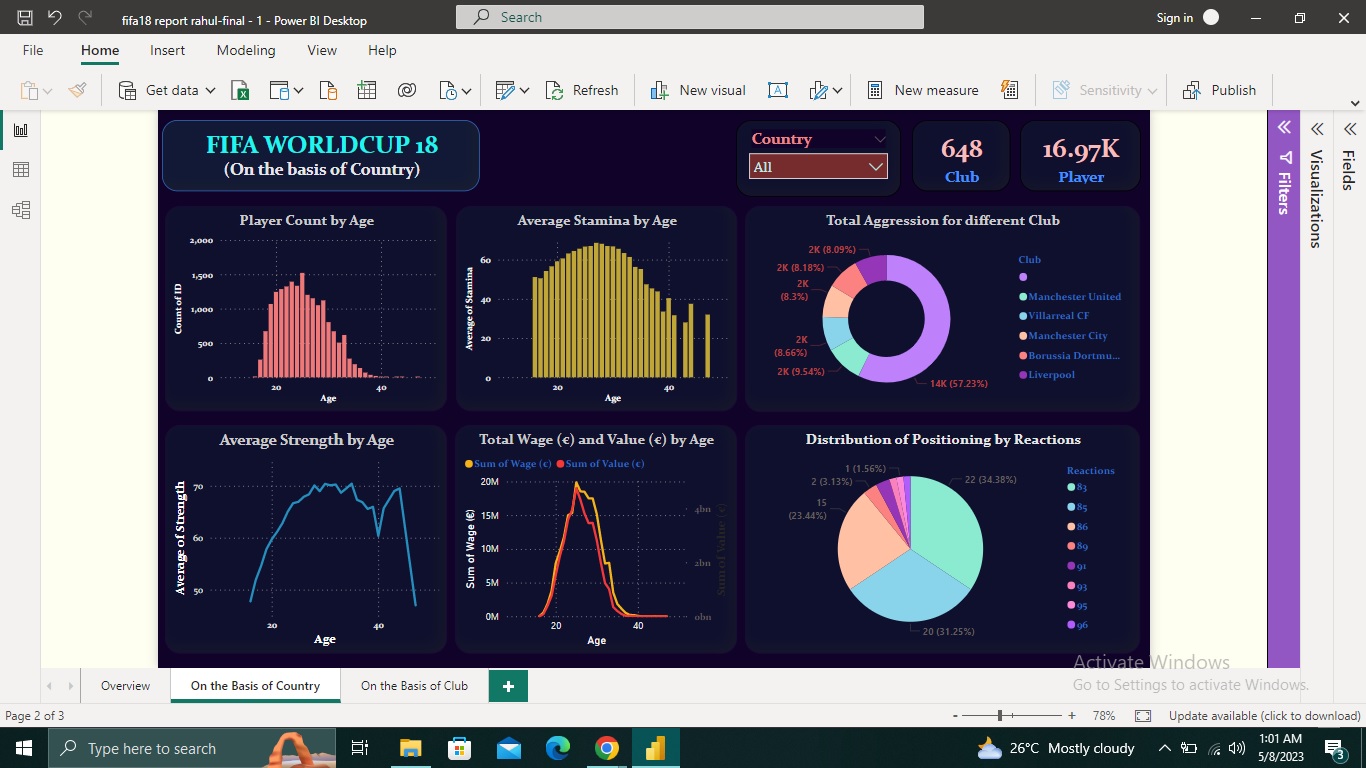 fifa18 report rahul-final - 1 - Power BI Desktop
Search
Sign in
File
Home
Insert
Modeling
View
Help
Get data
Refresh
New visual
New measure
Sensitivity
Publish
FIFA WORLDCUP 18
(On the basis of Country)
Country
All
648
Club
16.97K
Player
Filters
Visualizations
Fields
Player Count by Age
2,000
1,500
1,000
500
0
Count of ID
20
40
Age
Average Stamina by Age
60
40
20
0
Average of Stamina
20
40
Age
Total Aggression for different Club
2K (8.09%)
2K (8.18%)
2K
(8.3%)
2K
(8.66%)
2K (9.54%)
14K (57.23%)
Club
Manchester United
Villarreal CF
Manchester City
Borussia Dortmu...
Liverpool
Average Strength by Age
70
60
50
Average of Strength
20
40
Age
Total Wage (€) and Value (€) by Age
Sum of Wage (€)
Sum of Value (€)
20M
15M
10M
5M
0M
Sum of Wage (€)
4bn
2bn
0bn
Sum of Value (€)
20
40
Age
Distribution of Positioning by Reactions
1 (1.56%)
2 (3.13%)
15
(23.44%)
22 (34.38%)
20 (31.25%)
Reactions
83
85
86
89
91
93
95
96
Activate Windows
Go to Settings to activate Windows.
Overview
On the Basis of Country
On the Basis of Club
+
Page 2 of 3
- + 78%
Update available (click to download)
Type here to search
26°C Mostly cloudy
1:01 AM
5/8/2023
3